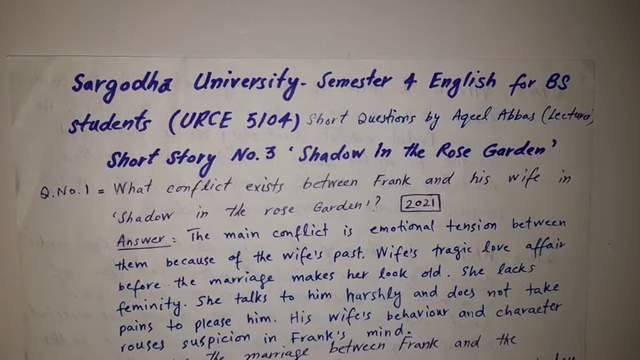 Sargodha University- Semester 4 English for BS
students (URCE 5104) Short Questions by Aqeel Abbas (Lecturer)
Short Story No. 3 'Shadow In the Rose Garden'
Q.No.1 = What conflict exists between Frank and his wife in
'Shadow in the rose Garden'? 2021
Answer: The main conflict is emotional tension between
them because of the wife's past. Wife's tragic love affair
before the marriage makes her look old. She lacks
feminity. She talks to him harshly and does not take
pains to please him. His wife's behaviour and character
rouses suspicion in Frank's mind.
the marriage between Frank and the